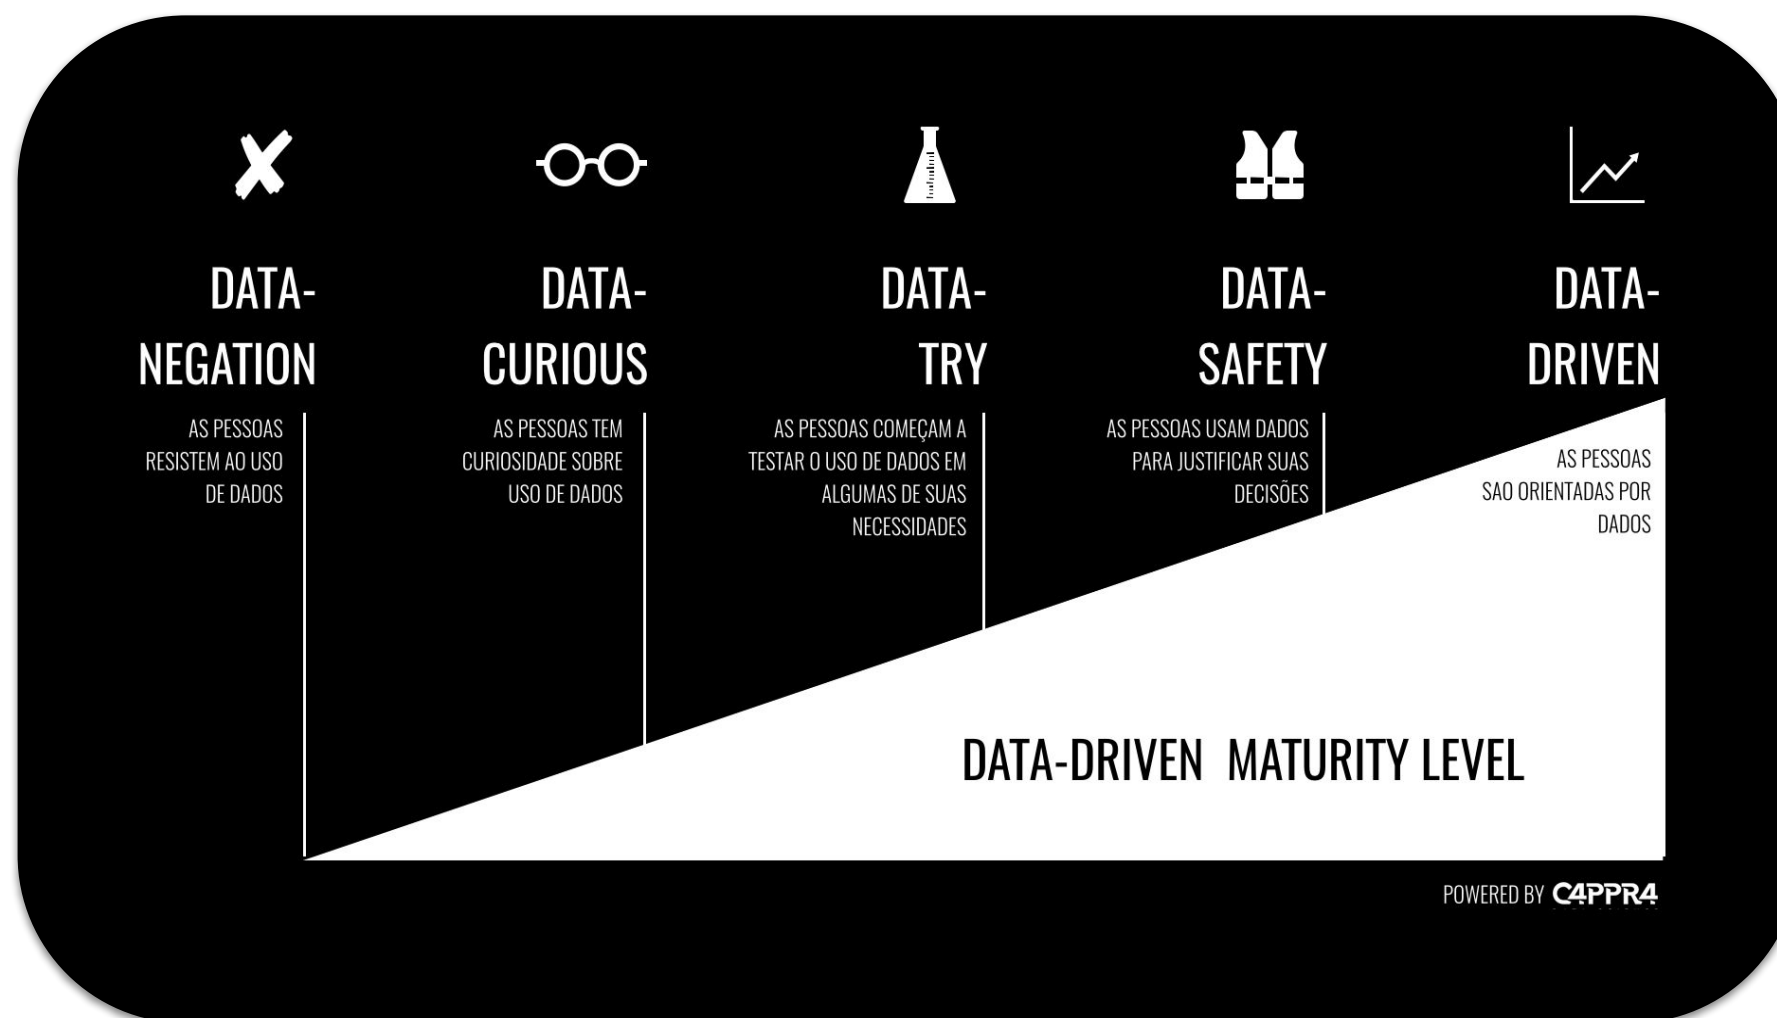 DATA-
NEGATION
AS PESSOAS
RESISTEM AO USO
DE DADOS
DATA-
CURIOUS
AS PESSOAS TEM
CURIOSIDADE SOBRE
USO DE DADOS
DATA-
TRY
AS PESSOAS COMEÇAM A
TESTAR O USO DE DADOS EM
ALGUMAS DE SUAS
NECESSIDADES
DATA-
SAFETY
AS PESSOAS USAM DADOS
PARA JUSTIFICAR SUAS
DECISÕES
DATA-
DRIVEN
AS PESSOAS
SAO ORIENTADAS POR
DADOS
DATA-DRIVEN MATURITY LEVEL
POWERED BY C4PPR4